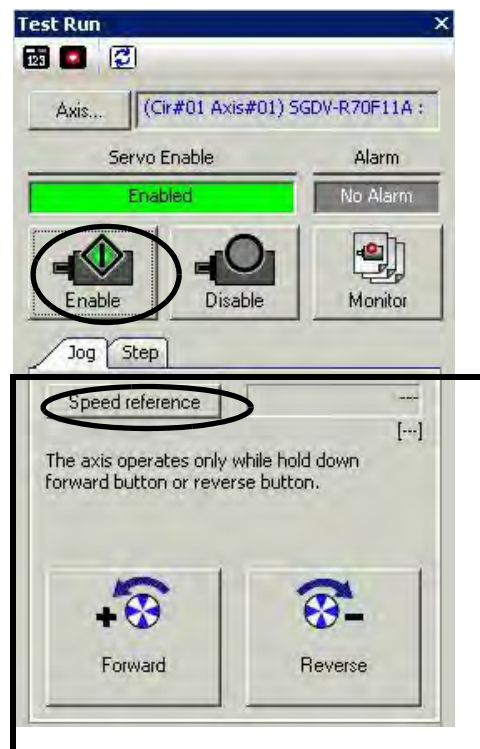 Test Run
123
Axis...
(Cir#01 Axis#01) SGDV-R70F11A :
Servo Enable
Alarm
Enabled
No Alarm
Enable
Disable
Monitor
Jog
Step
Speed reference
---
[---]
The axis operates only while hold down
forward button or reverse button.
Forward
Reverse